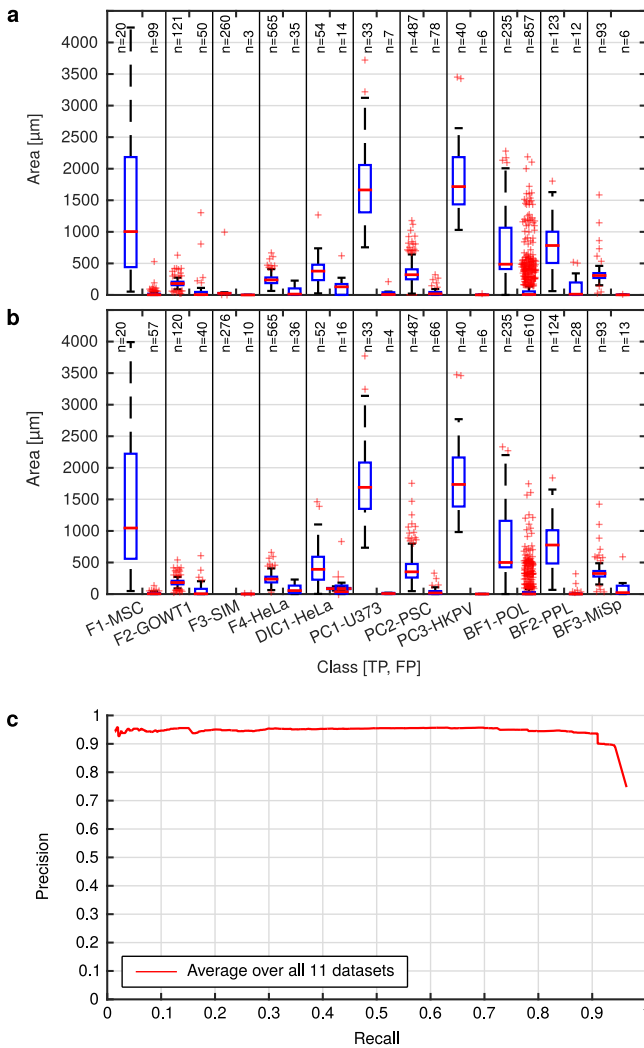 a
n=20 n=99 n=121 n=50 n=260 n=3 n=565 n=35 n=54 n=14 n=33 n=7 n=487 n=78 n=40 n=6 n=235 n=857 n=123 n=12 n=93 n=6
4000
3500
3000
2500
2000
1500
1000
500
0
Area [µm]
b
n=20 n=57 n=120 n=40 n=276 n=10 n=565 n=36 n=52 n=16 n=33 n=4 n=487 n=66 n=40 n=6 n=235 n=610 n=124 n=28 n=93 n=13
4000
3500
3000
2500
2000
1500
1000
500
0
Area [µm]
F1-MSC
F2-GOWT1
F3-SIM
F4-HeLa
DIC1-HeLa
PC1-U373
PC2-PSC
PC3-HKPV
BF1-POL
BF2-PPL
BF3-MiSp
Class [TP, FP]
c
1
0.9
0.8
0.7
0.6
0.5
0.4
0.3
0.2
0.1
0
Precision
Average over all 11 datasets
0 0.1 0.2 0.3 0.4 0.5 0.6 0.7 0.8 0.9
Recall